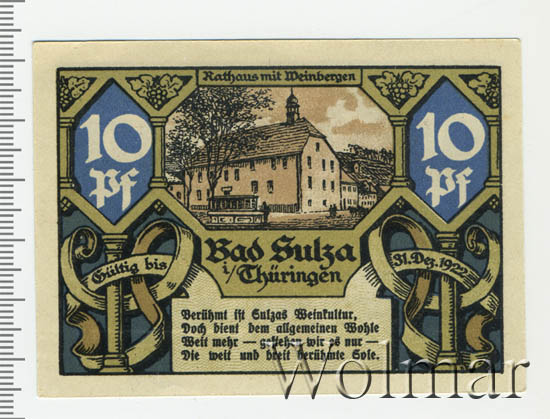 Rathaus mit Weinbergen
10
Pf
10
Pf
Bad Sulza
i/Thüringen
Gültig bis
31. Dez. 1922
Berühmt ist Sulzas Weinkultur,
Doch dient dem allgemeinen Wohle
Weit mehr — gestehen wir es nur —
Die weit und breit berühmte Sole.
Wolmar